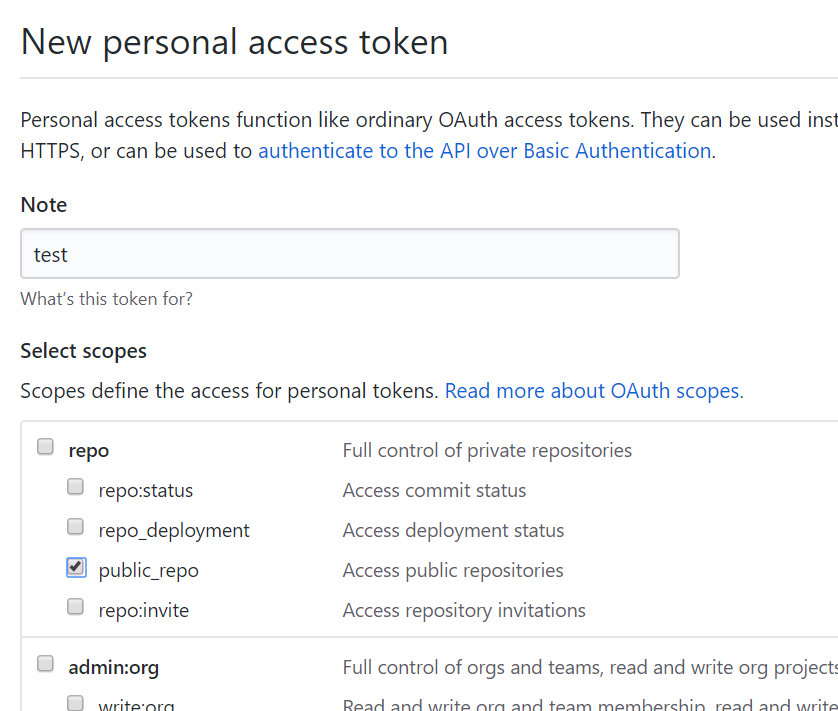 New personal access token
Personal access tokens function like ordinary OAuth access tokens. They can be used inst
HTTPS, or can be used to authenticate to the API over Basic Authentication.
Note
test
What's this token for?
Select scopes
Scopes define the access for personal tokens. Read more about OAuth scopes.
repo Full control of private repositories
repo:status Access commit status
repo_deployment Access deployment status
public_repo Access public repositories
repo:invite Access repository invitations
admin:org Full control of orgs and teams, read and write org projects
write:org Read and write org and team membership, read and write